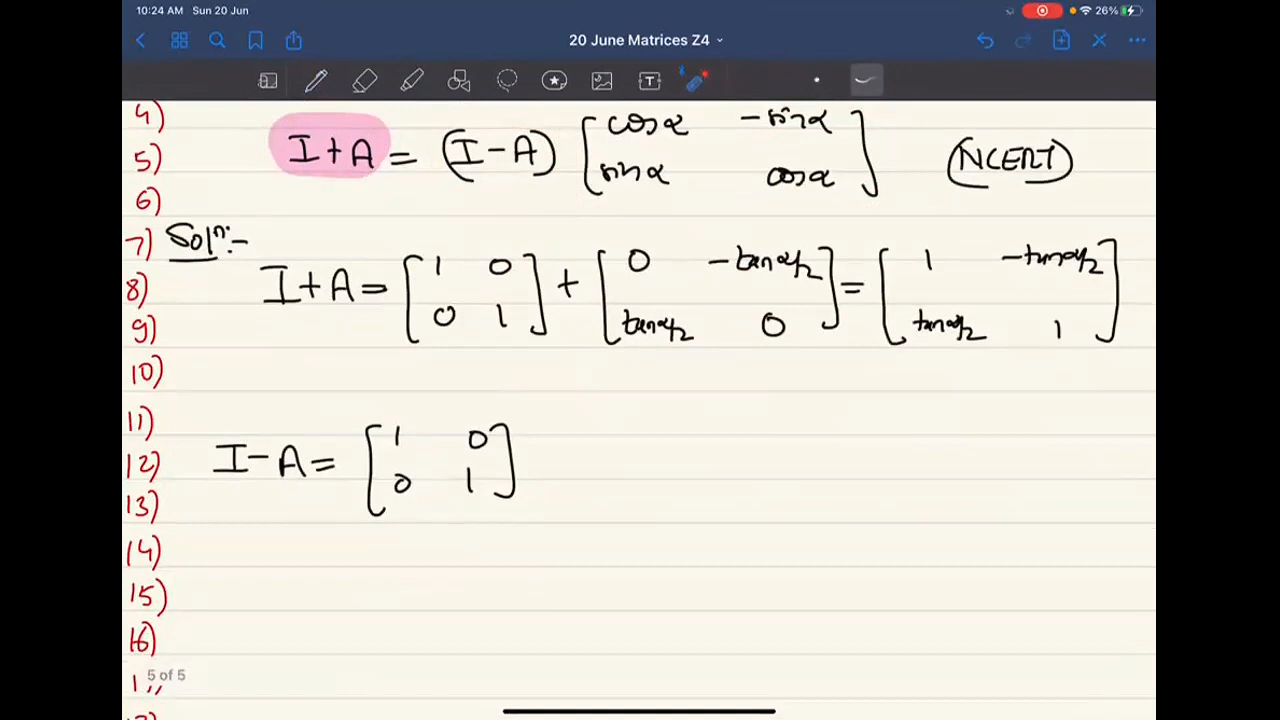 10:24 AM Sun 20 Jun 26%
20 June Matrices Z4
T
4)
5) I+A = (I-A) [cosα -sinα
sinα cosα] (NCERT)
6)
7) Soln:-
8) I+A = [1 0
0 1] + [0 -tanα/2
tanα/2 0] = [1 -tanα/2
tanα/2 1]
9)
10)
11)
12) I-A = [1 0
0 1]
13)
14)
15)
16)
5 of 5